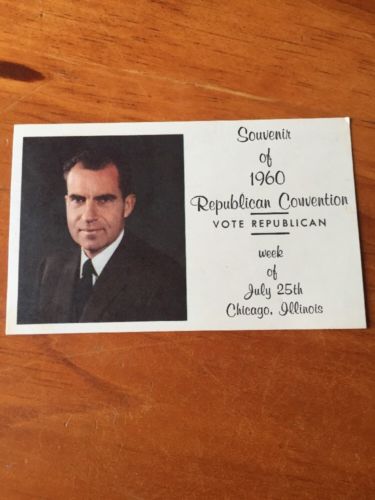 Souvenir
of
1960
Republican Convention
VOTE REPUBLICAN
week
of
July 25th
Chicago, Illinois